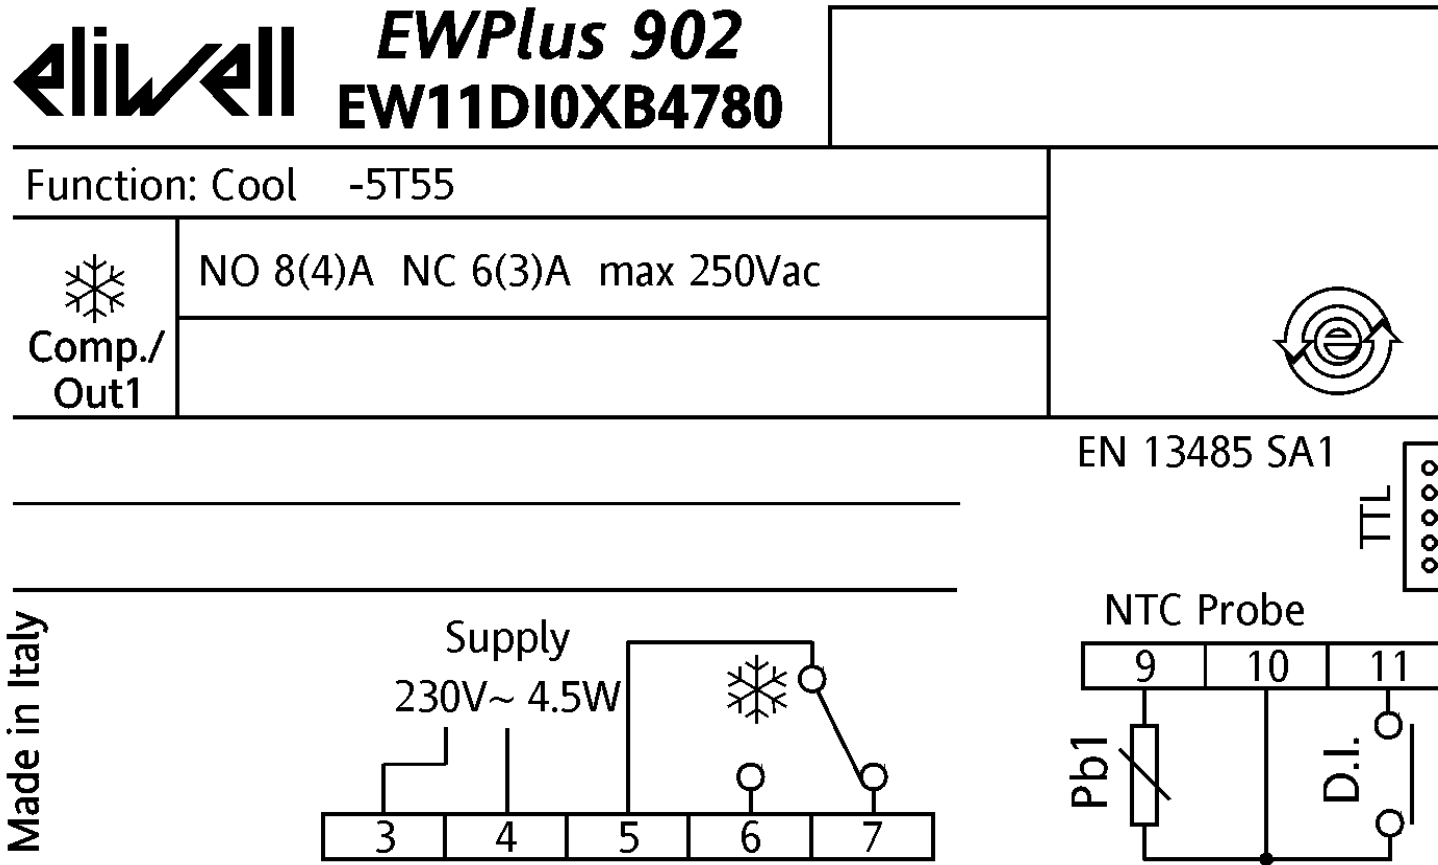 eliwell
EWPlus 902
EW11DI0XB4780
Function: Cool -5T55
NO 8(4)A NC 6(3)A max 250Vac
Comp./
Out1
EN 13485 SA1
TTL
NTC Probe
9 10 11
Pb1
D.I.
Made in Italy
Supply
230V~ 4.5W
3 4 5 6 7